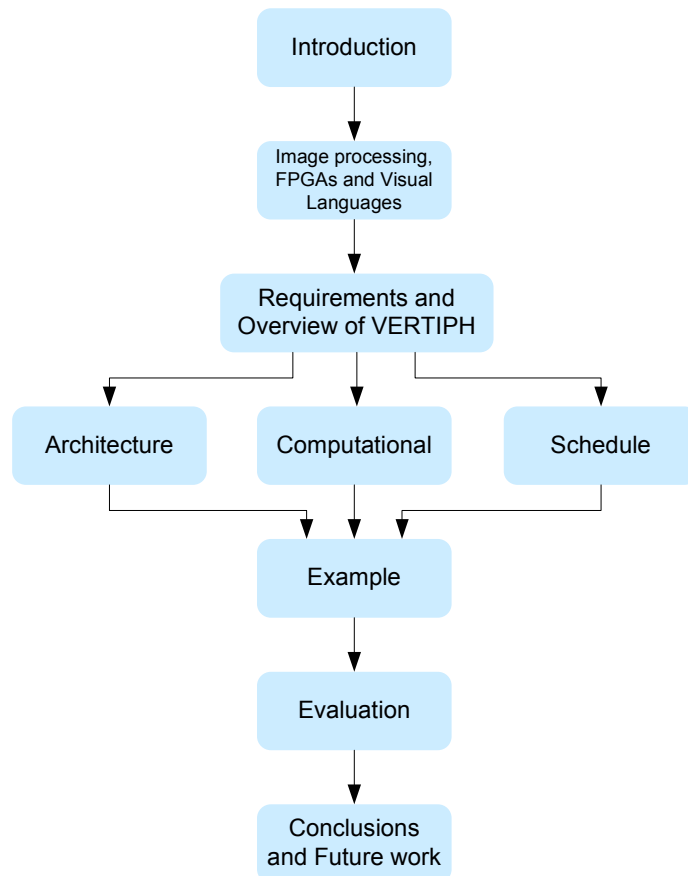 Introduction
Image processing,
FPGAs and Visual
Languages
Requirements and
Overview of VERTIPH
Architecture
Computational
Schedule
Example
Evaluation
Conclusions
and Future work